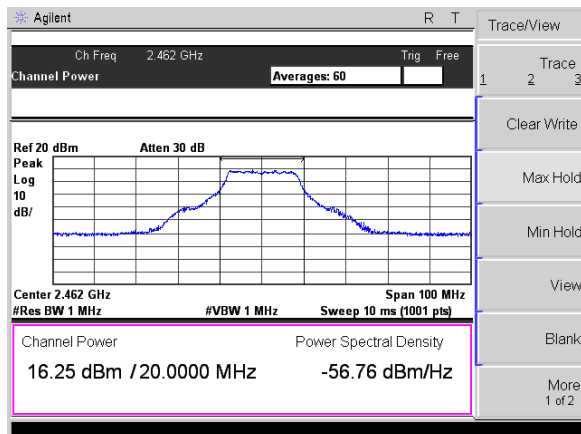 Agilent R T
Trace/View
Ch Freq 2.462 GHz Trig Free
Channel Power Averages: 60
Trace
1 2 3
Clear Write
Max Hold
Min Hold
View
Blank
More
1 of 2
Ref 20 dBm Atten 30 dB
Peak
Log
10
dB/
Center 2.462 GHz Span 100 MHz
#Res BW 1 MHz #VBW 1 MHz Sweep 10 ms (1001 pts)
Channel Power Power Spectral Density
16.25 dBm / 20.0000 MHz -56.76 dBm/Hz